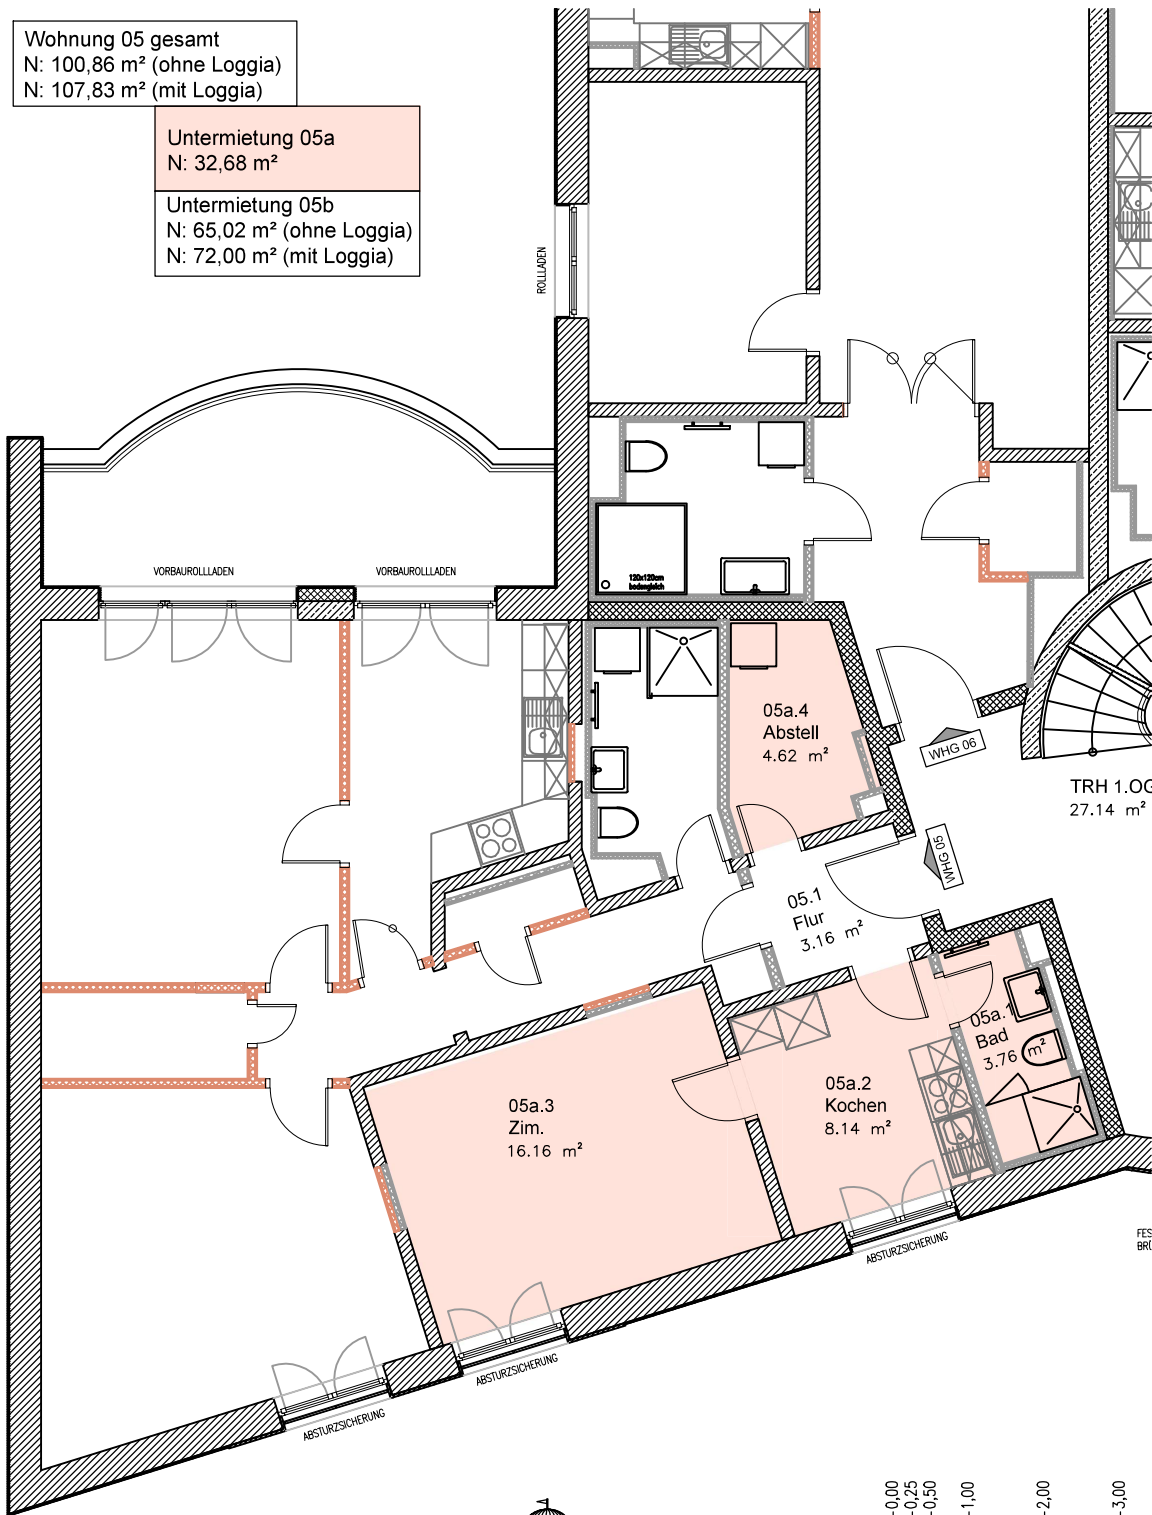 Wohnung 05 gesamt
N: 100,86 m² (ohne Loggia)
N: 107,83 m² (mit Loggia)
Untermietung 05a
N: 32,68 m²
Untermietung 05b
N: 65,02 m² (ohne Loggia)
N: 72,00 m² (mit Loggia)
ROLLLADEN
VORBAUROLLLADEN
VORBAUROLLLADEN
120x120cm
bodengleich
05a.4
Abstell
4.62 m²
WHG 06
TRH 1.OG
27.14 m²
WHG 05
05.1
Flur
3.16 m²
05a.1
Bad
3.76 m²
05a.2
Kochen
8.14 m²
05a.3
Zim.
16.16 m²
FES
BRÜ
ABSTURZSICHERUNG
ABSTURZSICHERUNG
ABSTURZSICHERUNG
0,00
0,25
0,50
1,00
2,00
3,00